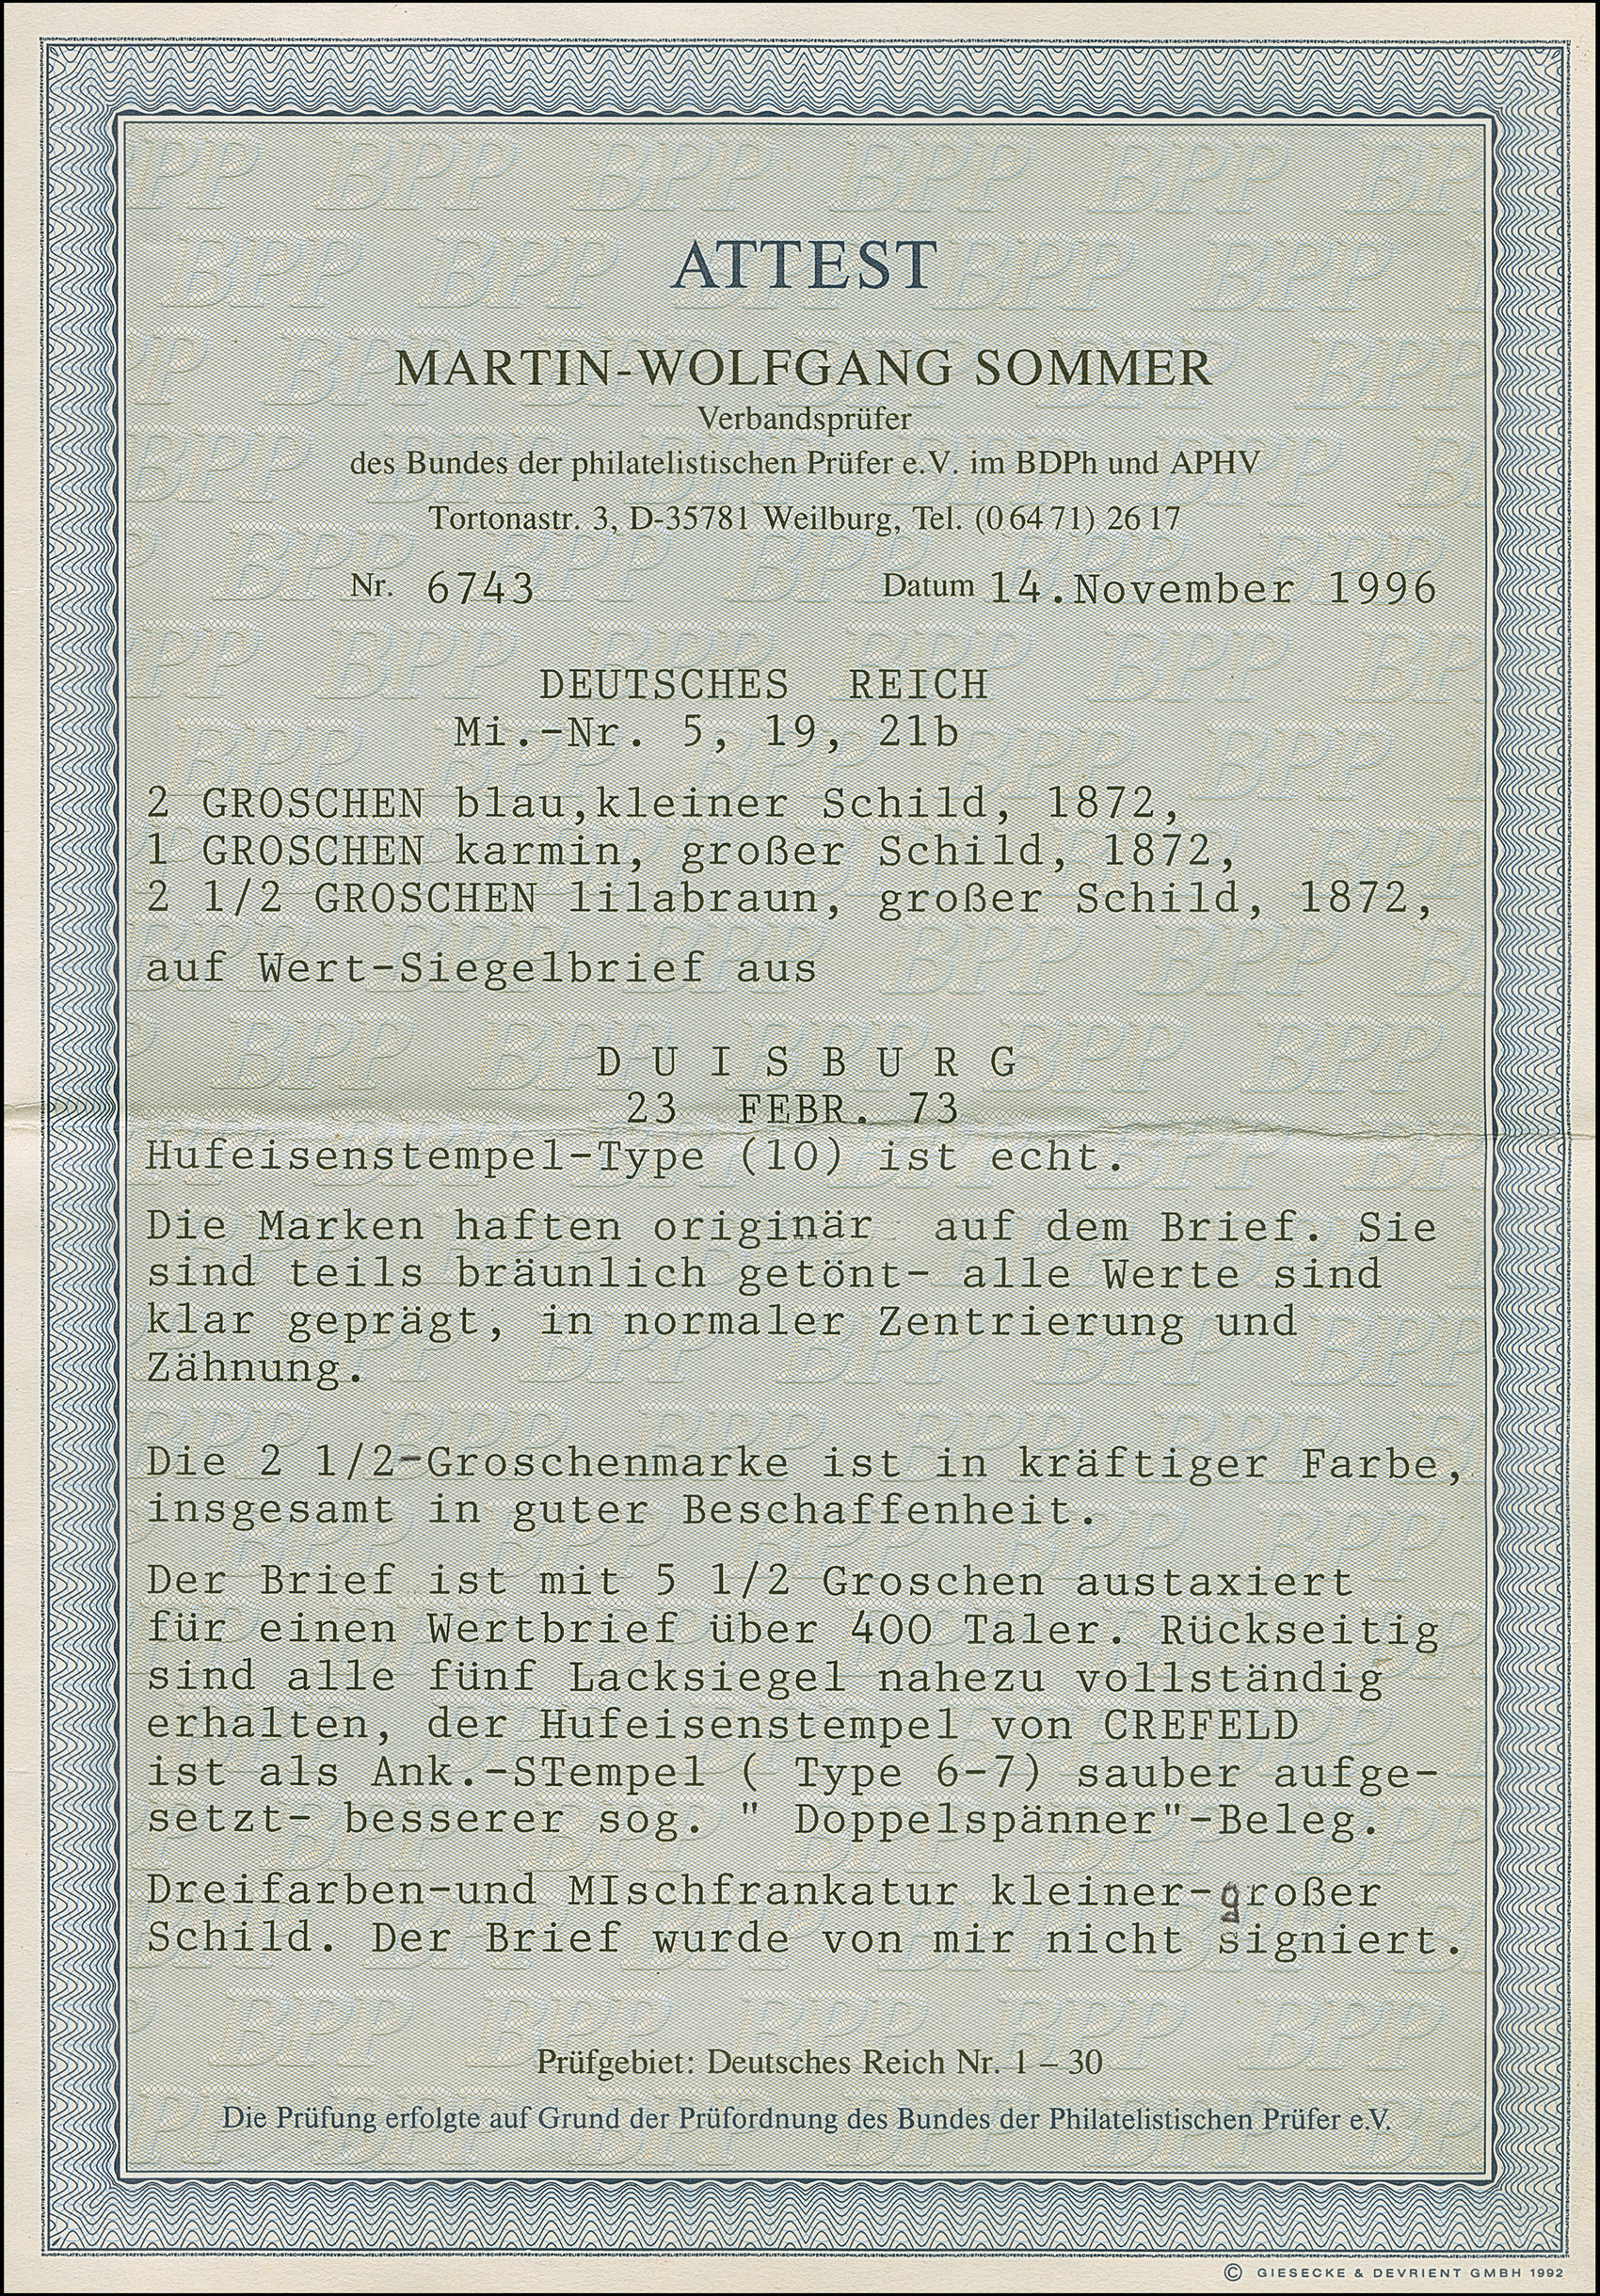 ATTEST
MARTIN-WOLFGANG SOMMER
Verbandsprüfer
des Bundes der philatelistischen Prüfer e.V. im BDPh und APHV
Tortonastr. 3, D-35781 Weilburg, Tel. (0 64 71) 26 17
Nr. 6743 Datum 14.November 1996
DEUTSCHES REICH
Mi.-Nr. 5, 19, 21b
2 GROSCHEN blau,kleiner Schild, 1872,
1 GROSCHEN karmin, großer Schild, 1872,
2 1/2 GROSCHEN lilabraun, großer Schild, 1872,
auf Wert-Siegelbrief aus
D U I S B U R G
23 FEBR. 73
Hufeisenstempel-Type (10) ist echt.
Die Marken haften originär auf dem Brief. Sie
sind teils bräunlich getönt- alle Werte sind
klar geprägt, in normaler Zentrierung und
Zähnung.
Die 2 1/2-Groschenmarke ist in kräftiger Farbe,
insgesamt in guter Beschaffenheit.
Der Brief ist mit 5 1/2 Groschen austaxiert
für einen Wertbrief über 400 Taler. Rückseitig
sind alle fünf Lacksiegel nahezu vollständig
erhalten, der Hufeisenstempel von CREFELD
ist als Ank.-STempel ( Type 6-7) sauber aufge-
setzt- besserer sog. " Doppelspänner"-Beleg.
Dreifarben-und MIschfrankatur kleiner-großer
Schild. Der Brief wurde von mir nicht signiert.
Prüfgebiet: Deutsches Reich Nr. 1 – 30
Die Prüfung erfolgte auf Grund der Prüfordnung des Bundes der Philatelistischen Prüfer e.V.
© GIESECKE & DEVRIENT GMBH 1992